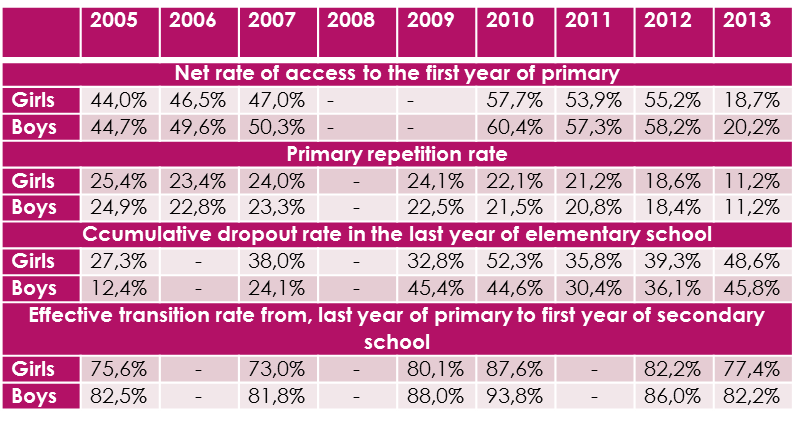 2005 2006 2007 2008 2009 2010 2011 2012 2013
Net rate of access to the first year of primary
Girls 44,0% 46,5% 47,0% - - 57,7% 53,9% 55,2% 18,7%
Boys 44,7% 49,6% 50,3% - - 60,4% 57,3% 58,2% 20,2%
Primary repetition rate
Girls 25,4% 23,4% 24,0% - 24,1% 22,1% 21,2% 18,6% 11,2%
Boys 24,9% 22,8% 23,3% - 22,5% 21,5% 20,8% 18,4% 11,2%
Ccumulative dropout rate in the last year of elementary school
Girls 27,3% - 38,0% - 32,8% 52,3% 35,8% 39,3% 48,6%
Boys 12,4% - 24,1% - 45,4% 44,6% 30,4% 36,1% 45,8%
Effective transition rate from, last year of primary to first year of secondary
school
Girls 75,6% - 73,0% - 80,1% 87,6% - 82,2% 77,4%
Boys 82,5% - 81,8% - 88,0% 93,8% - 86,0% 82,2%